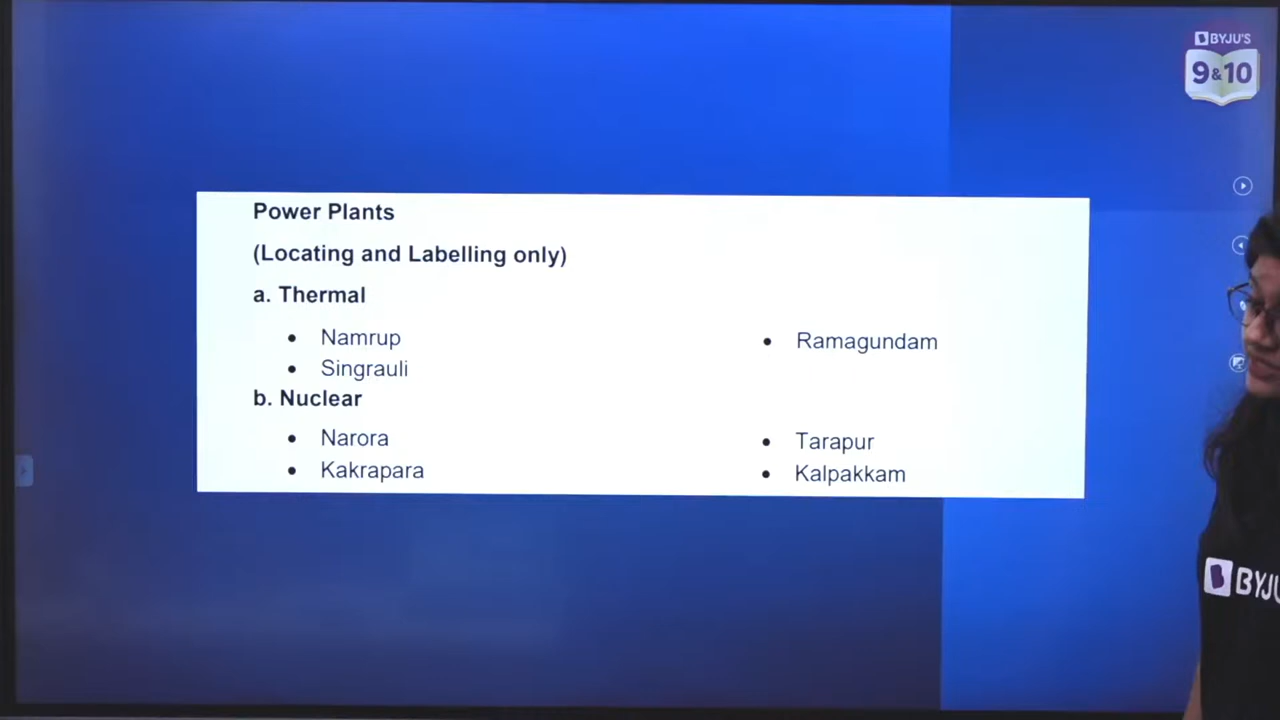 BYJU'S
9&10
Power Plants
(Locating and Labelling only)
a. Thermal
• Namrup
• Ramagundam
• Singrauli
b. Nuclear
• Narora
• Tarapur
• Kakrapara
• Kalpakkam
BYJU